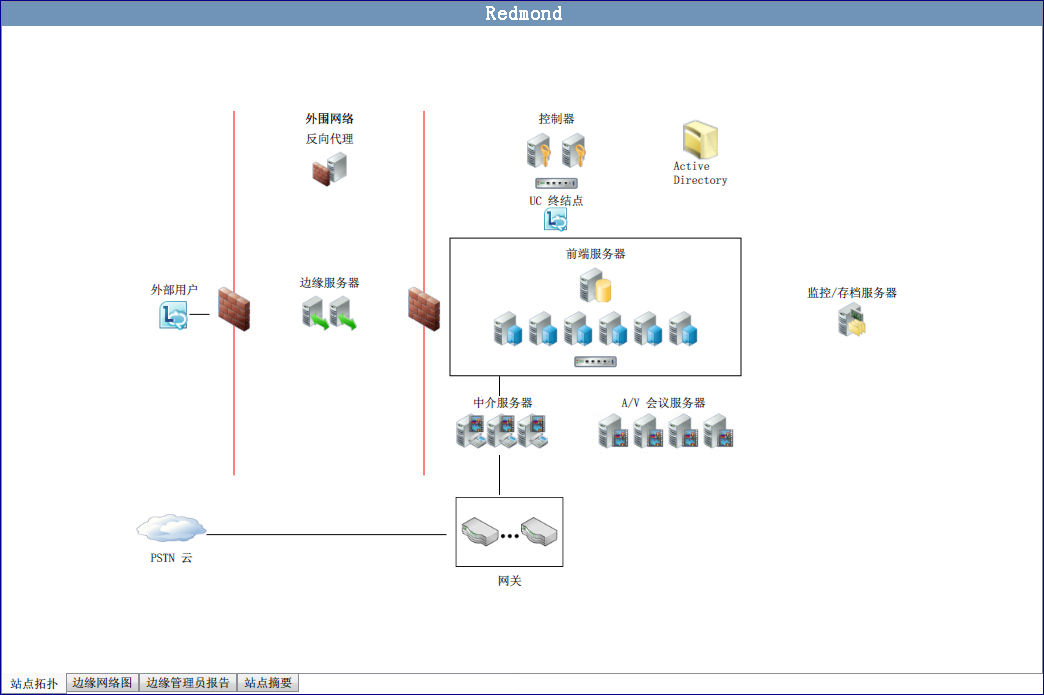 Redmond
外围网络
反向代理
控制器
Active
Directory
UC 终结点
前端服务器
外部用户
边缘服务器
监控/存档服务器
中介服务器
A/V 会议服务器
PSTN 云
网关
站点拓扑
边缘网络图
边缘管理员报告
站点摘要